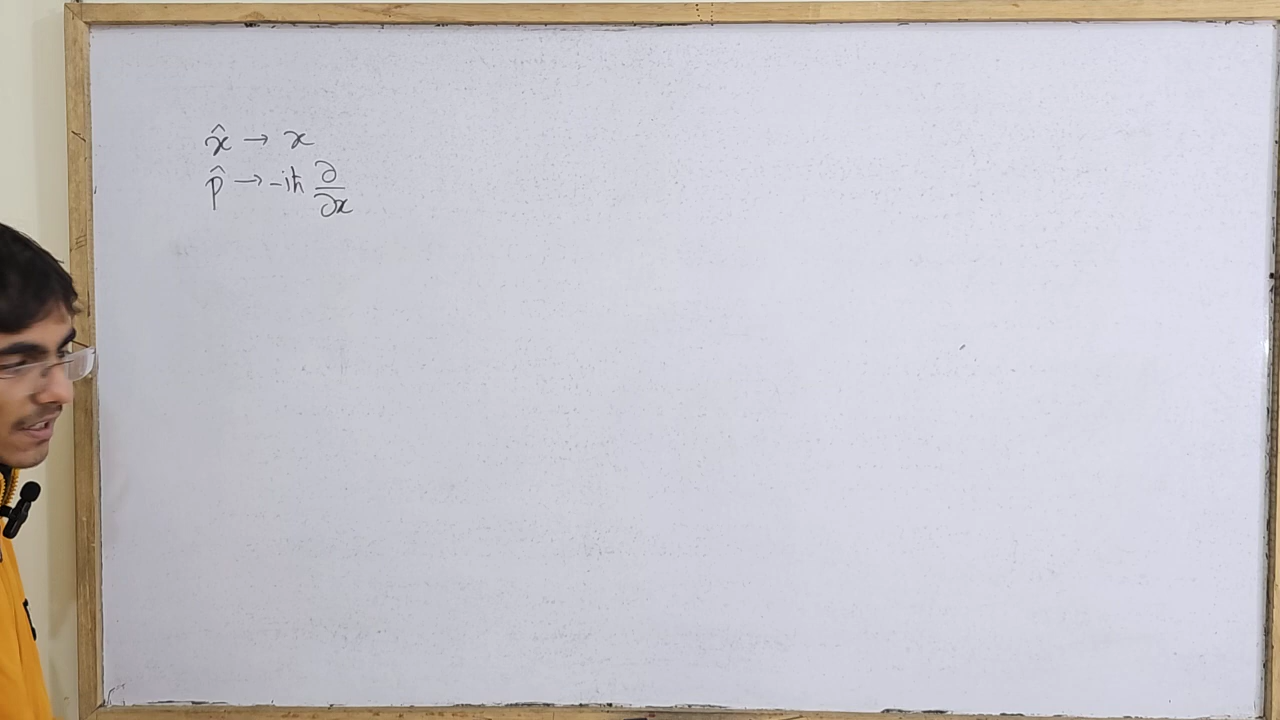 x̂ → x
p̂ → -iħ ∂/∂x